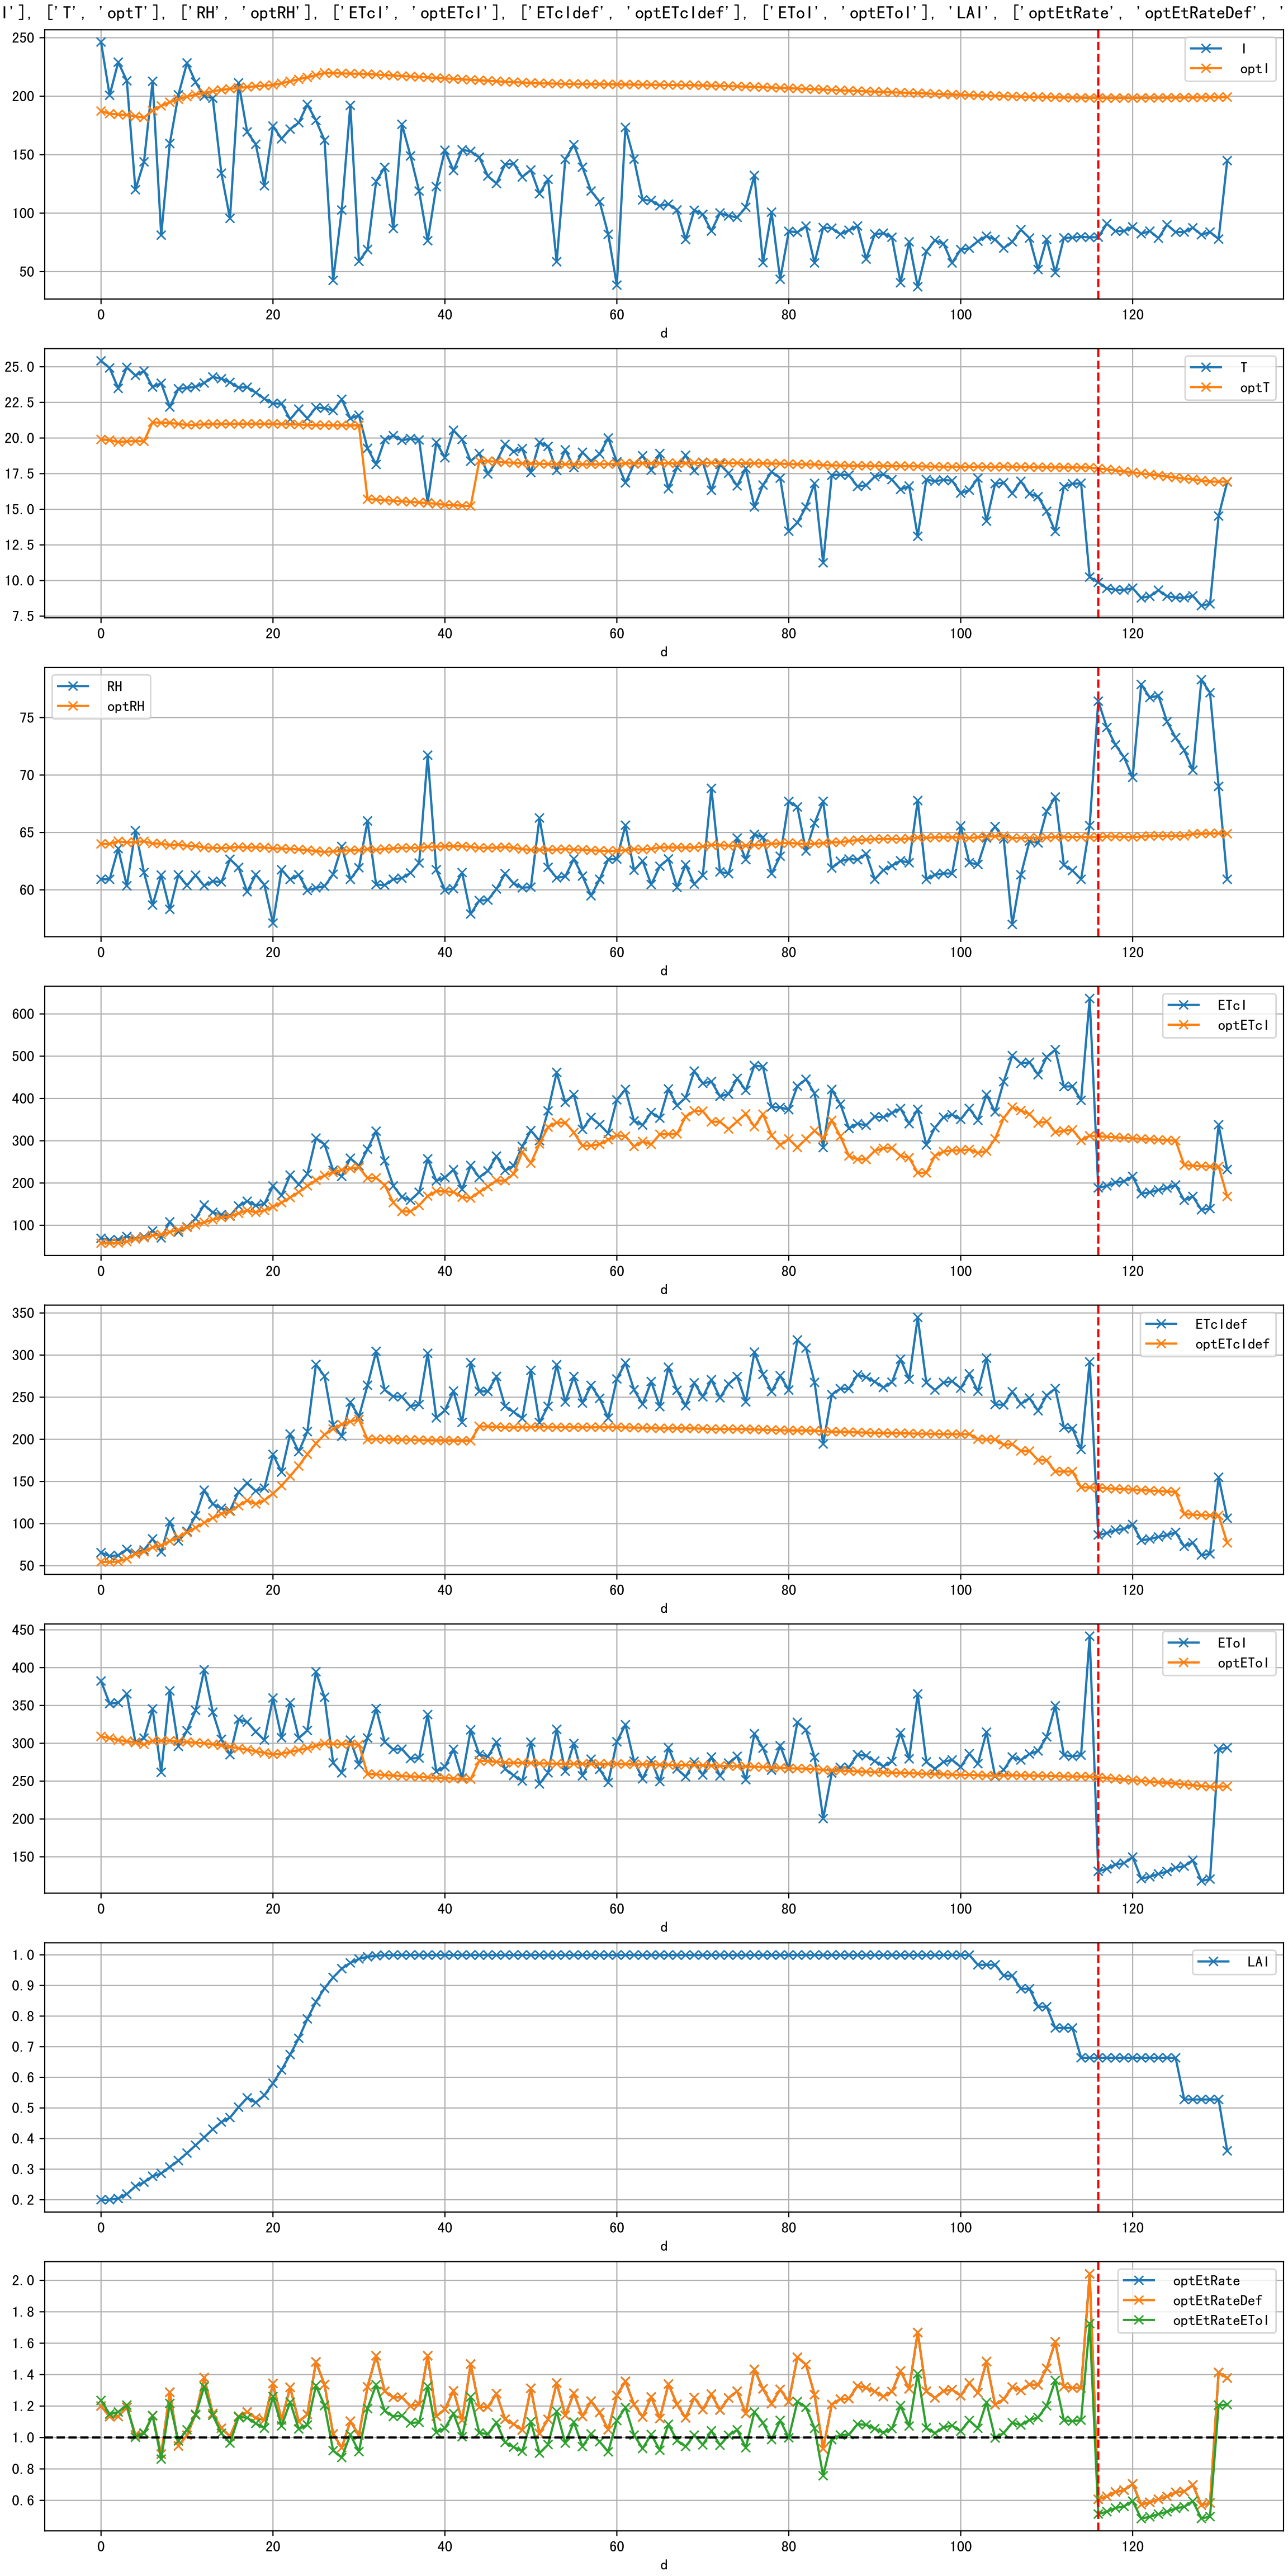 I'], ['T', 'optT'], ['RH', 'optRH'], ['ETcI', 'optETcI'], ['ETcIdef', 'optETcIdef'], ['EToI', 'optEToI'], 'LAI', ['optEtRate', 'optEtRateDef', '
250
200
150
100
50
I
optI
0 20 40 60 80 100 120
d
25.0
22.5
20.0
17.5
15.0
12.5
10.0
7.5
T
optT
0 20 40 60 80 100 120
d
75
70
65
60
RH
optRH
0 20 40 60 80 100 120
d
600
500
400
300
200
100
ETcI
optETcI
0 20 40 60 80 100 120
d
350
300
250
200
150
100
50
ETcIdef
optETcIdef
0 20 40 60 80 100 120
d
450
400
350
300
250
200
150
EToI
optEToI
0 20 40 60 80 100 120
d
1.0
0.9
0.8
0.7
0.6
0.5
0.4
0.3
0.2
LAI
0 20 40 60 80 100 120
d
2.0
1.8
1.6
1.4
1.2
1.0
0.8
0.6
optEtRate
optEtRateDef
optEtRateEToI
0 20 40 60 80 100 120
d